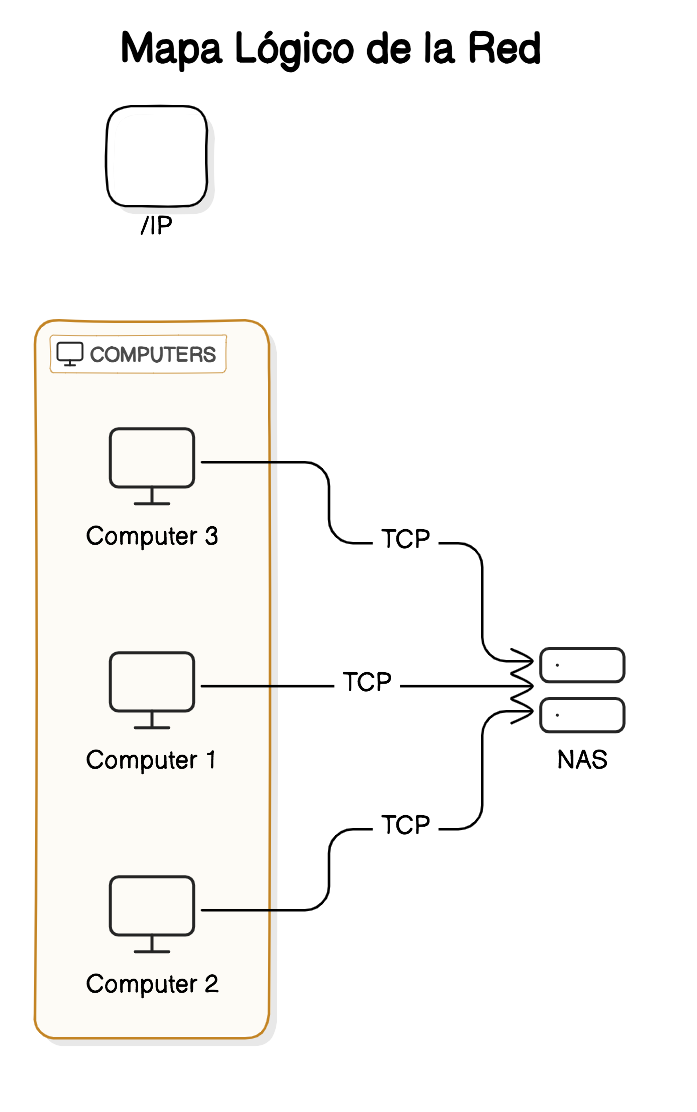 Mapa Lógico de la Red
/IP
COMPUTERS
Computer 3
TCP
TCP
Computer 1
NAS
TCP
Computer 2